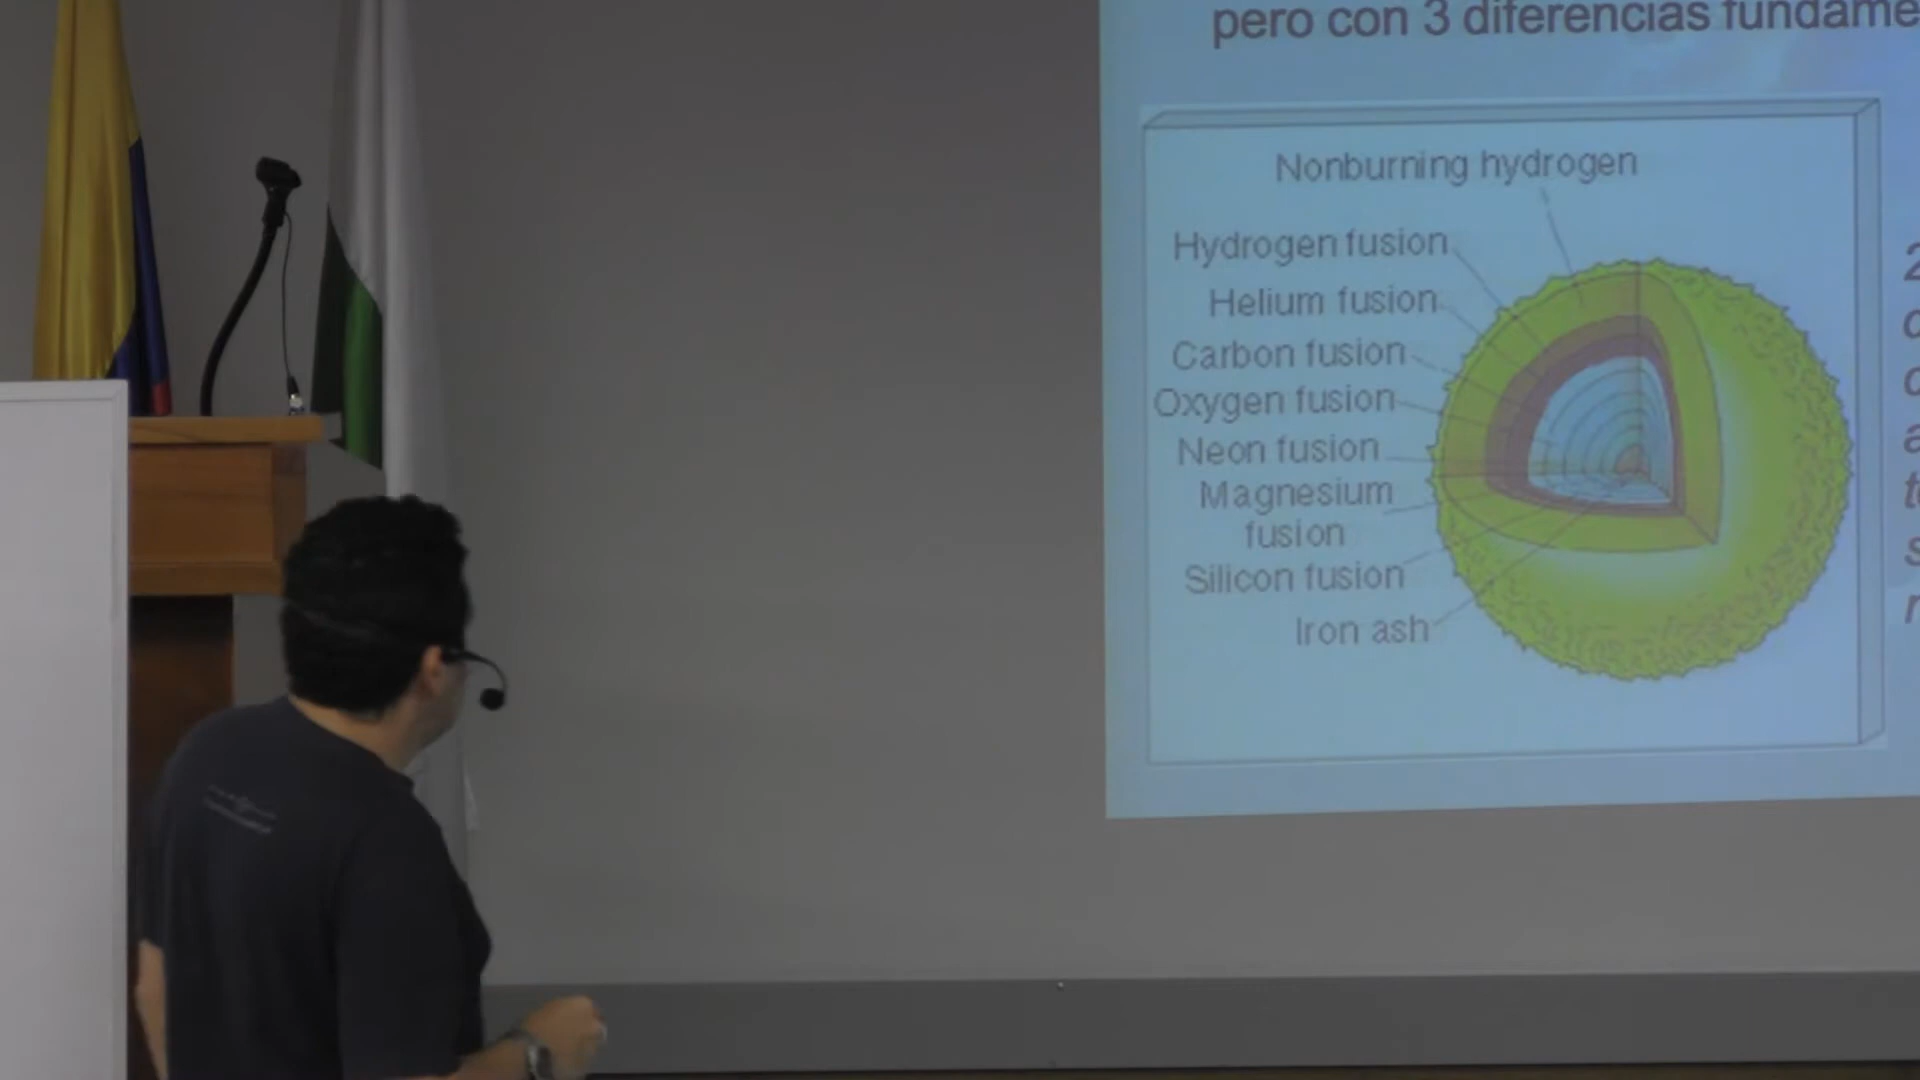 pero con 3 diferencias
Nonburning hydrogen
Hydrogen fusion
Helium fusion
Carbon fusion
Oxygen fusion
Neon fusion
Magnesium
fusion
Silicon fusion
Iron ash